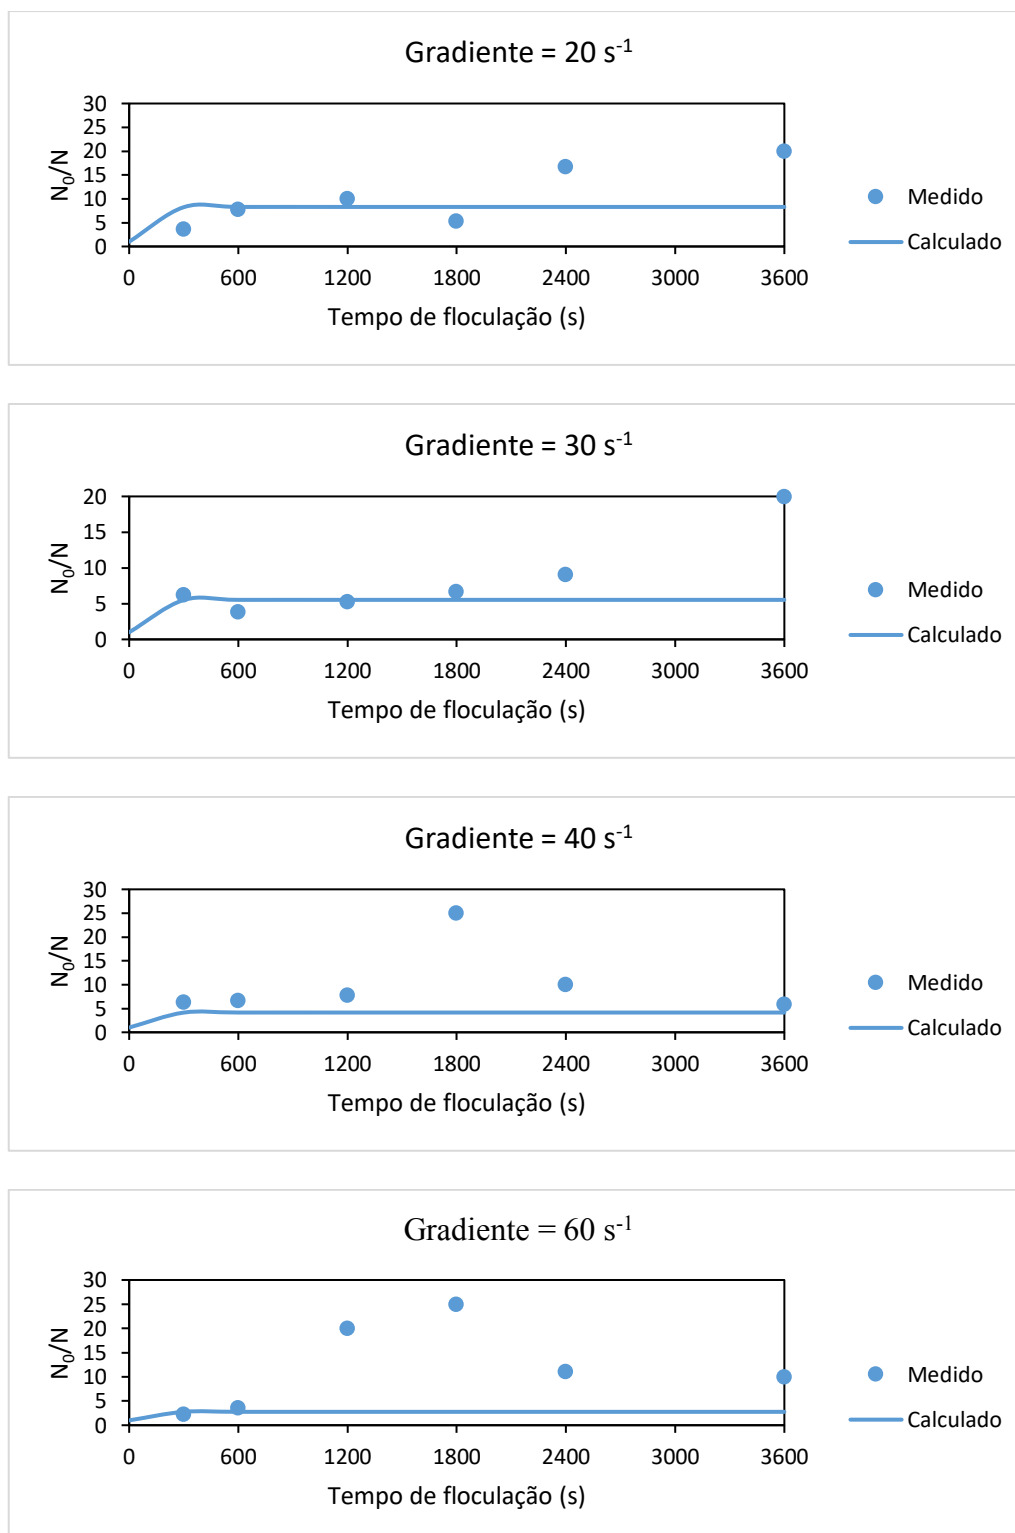 Gradiente = 20 s-1
30
25
20
15
10
5
0
N0/N
0 600 1200 1800 2400 3000 3600
Tempo de floculação (s)
Medido
Calculado
Gradiente = 30 s-1
20
15
10
5
0
N0/N
0 600 1200 1800 2400 3000 3600
Tempo de floculação (s)
Medido
Calculado
Gradiente = 40 s-1
30
25
20
15
10
5
0
N0/N
0 600 1200 1800 2400 3000 3600
Tempo de floculação (s)
Medido
Calculado
Gradiente = 60 s-1
30
25
20
15
10
5
0
N0/N
0 600 1200 1800 2400 3000 3600
Tempo de floculação (s)
Medido
Calculado